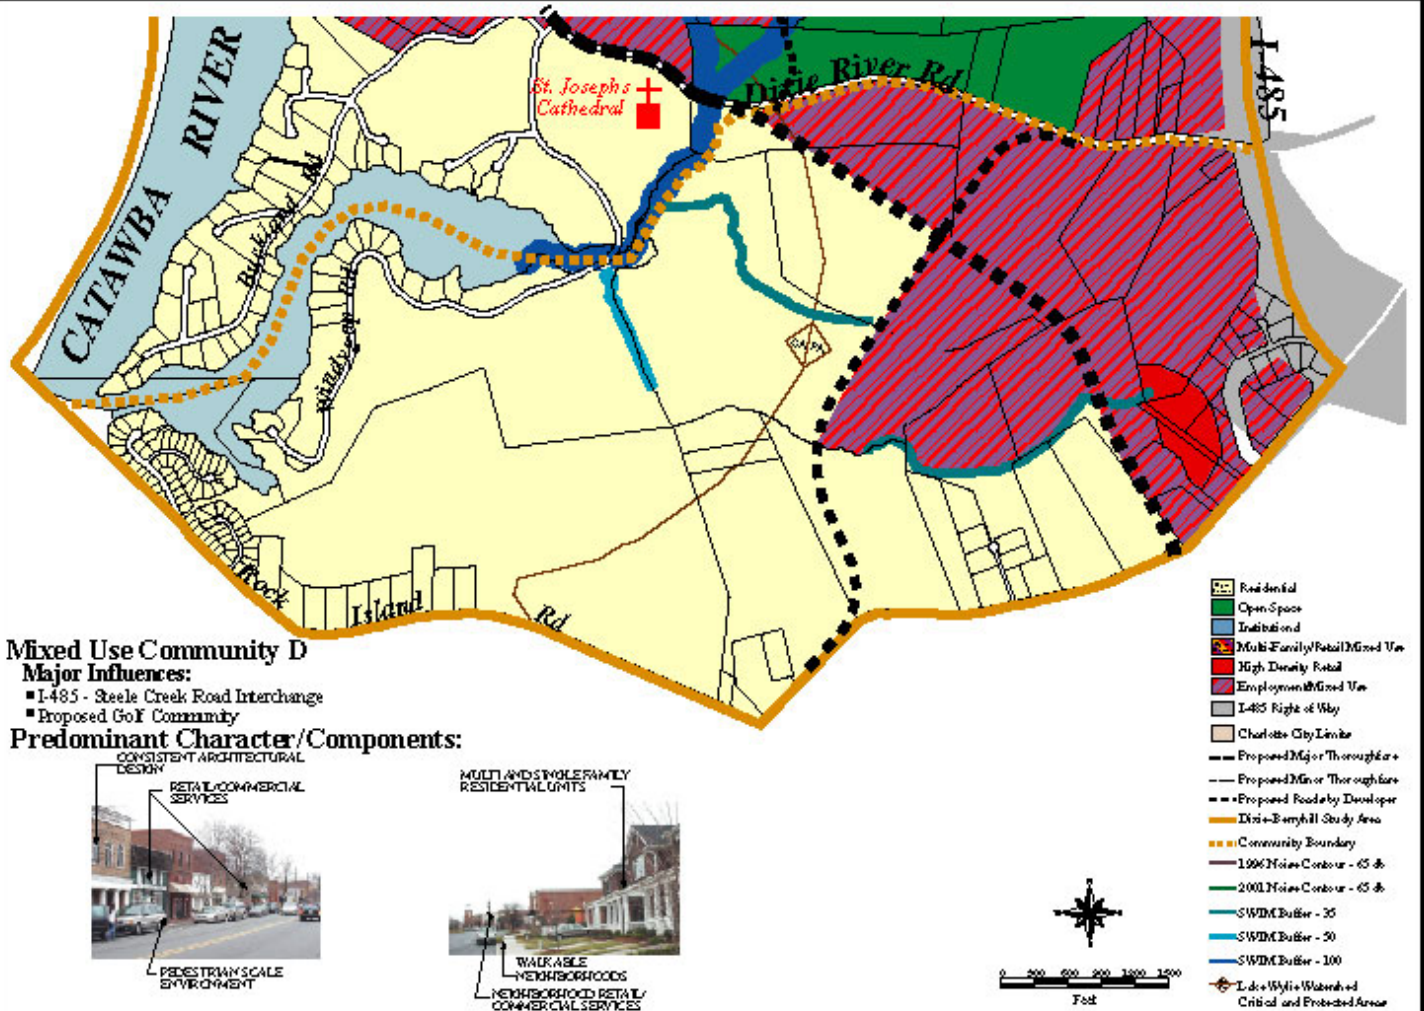 RIVER
CATAWBA
I-485
Dixie River Rd
St. Josephs
Cathedral
Rock
Island
Rd
Mixed Use Community D
Major Influences:
I-485 - Steele Creek Road Interchange
Proposed Golf Community
Predominant Character/Components:
CONSISTENT ARCHITECTURAL
DESIGN
RETAIL/COMMERCIAL
SERVICES
PEDESTRIAN SCALE
ENVIRONMENT
MULTI AND SINGLE FAMILY
RESIDENTIAL UNITS
WALKABLE
NEIGHBORHOODS
NEIGHBORHOOD RETAIL/
COMMERCIAL SERVICES
Residential
Open Space
Institutional
Multi-Family/Retail Mixed Use
High Density Retail
Employment/Mixed Use
I-485 Right of Way
Charlotte City Limits
Proposed Major Thoroughfare
Proposed Minor Thoroughfare
Proposed Roads by Developer
Dixie-Berryhill Study Area
Community Boundary
1996 Noise Contour - 65 db
2001 Noise Contour - 65 db
SWIM Buffer - 35
SWIM Buffer - 50
SWIM Buffer - 100
Lake Wylie Watershed
Critical and Protected Areas
Feet